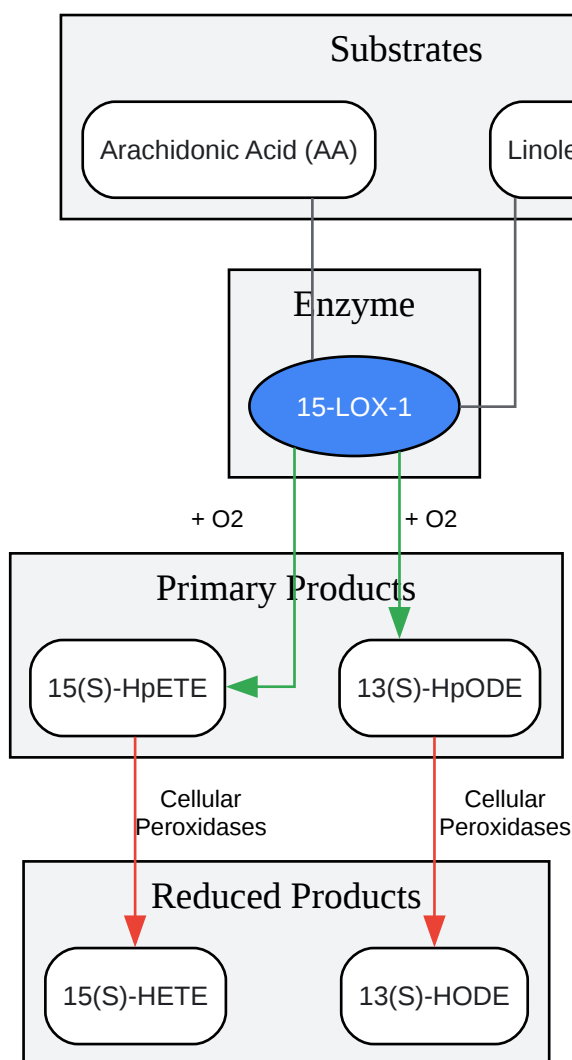 Substrates
Arachidonic Acid (AA)
Linole
Enzyme
15-LOX-1
+ O2
+ O2
Primary Products
15(S)-HpETE
13(S)-HpODE
Cellular
Peroxidases
Cellular
Peroxidases
Reduced Products
15(S)-HETE
13(S)-HODE